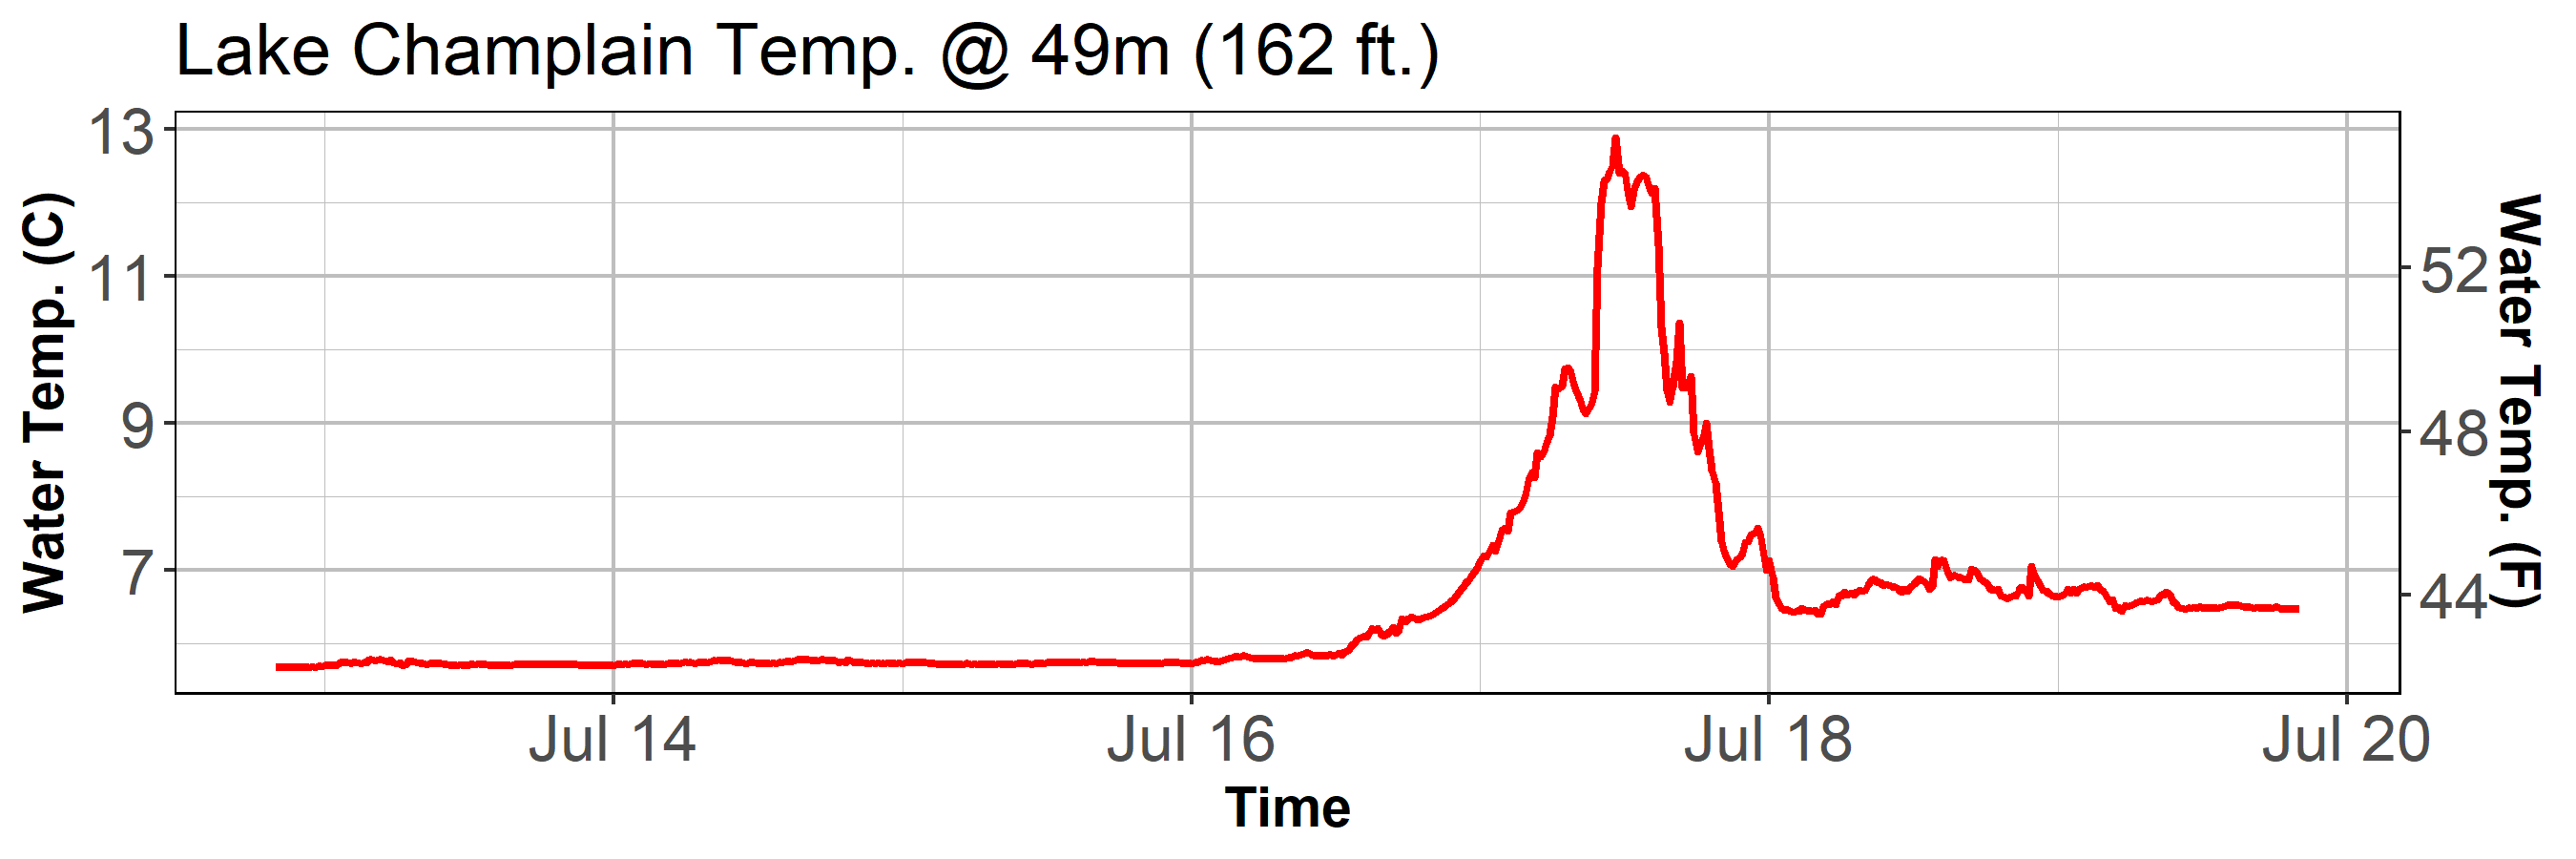 Lake Champlain Temp. @ 49m (162 ft.)
Water Temp. (C)
13
11
9
7
Water Temp. (F)
52
48
44
Jul 14
Jul 16
Jul 18
Jul 20
Time